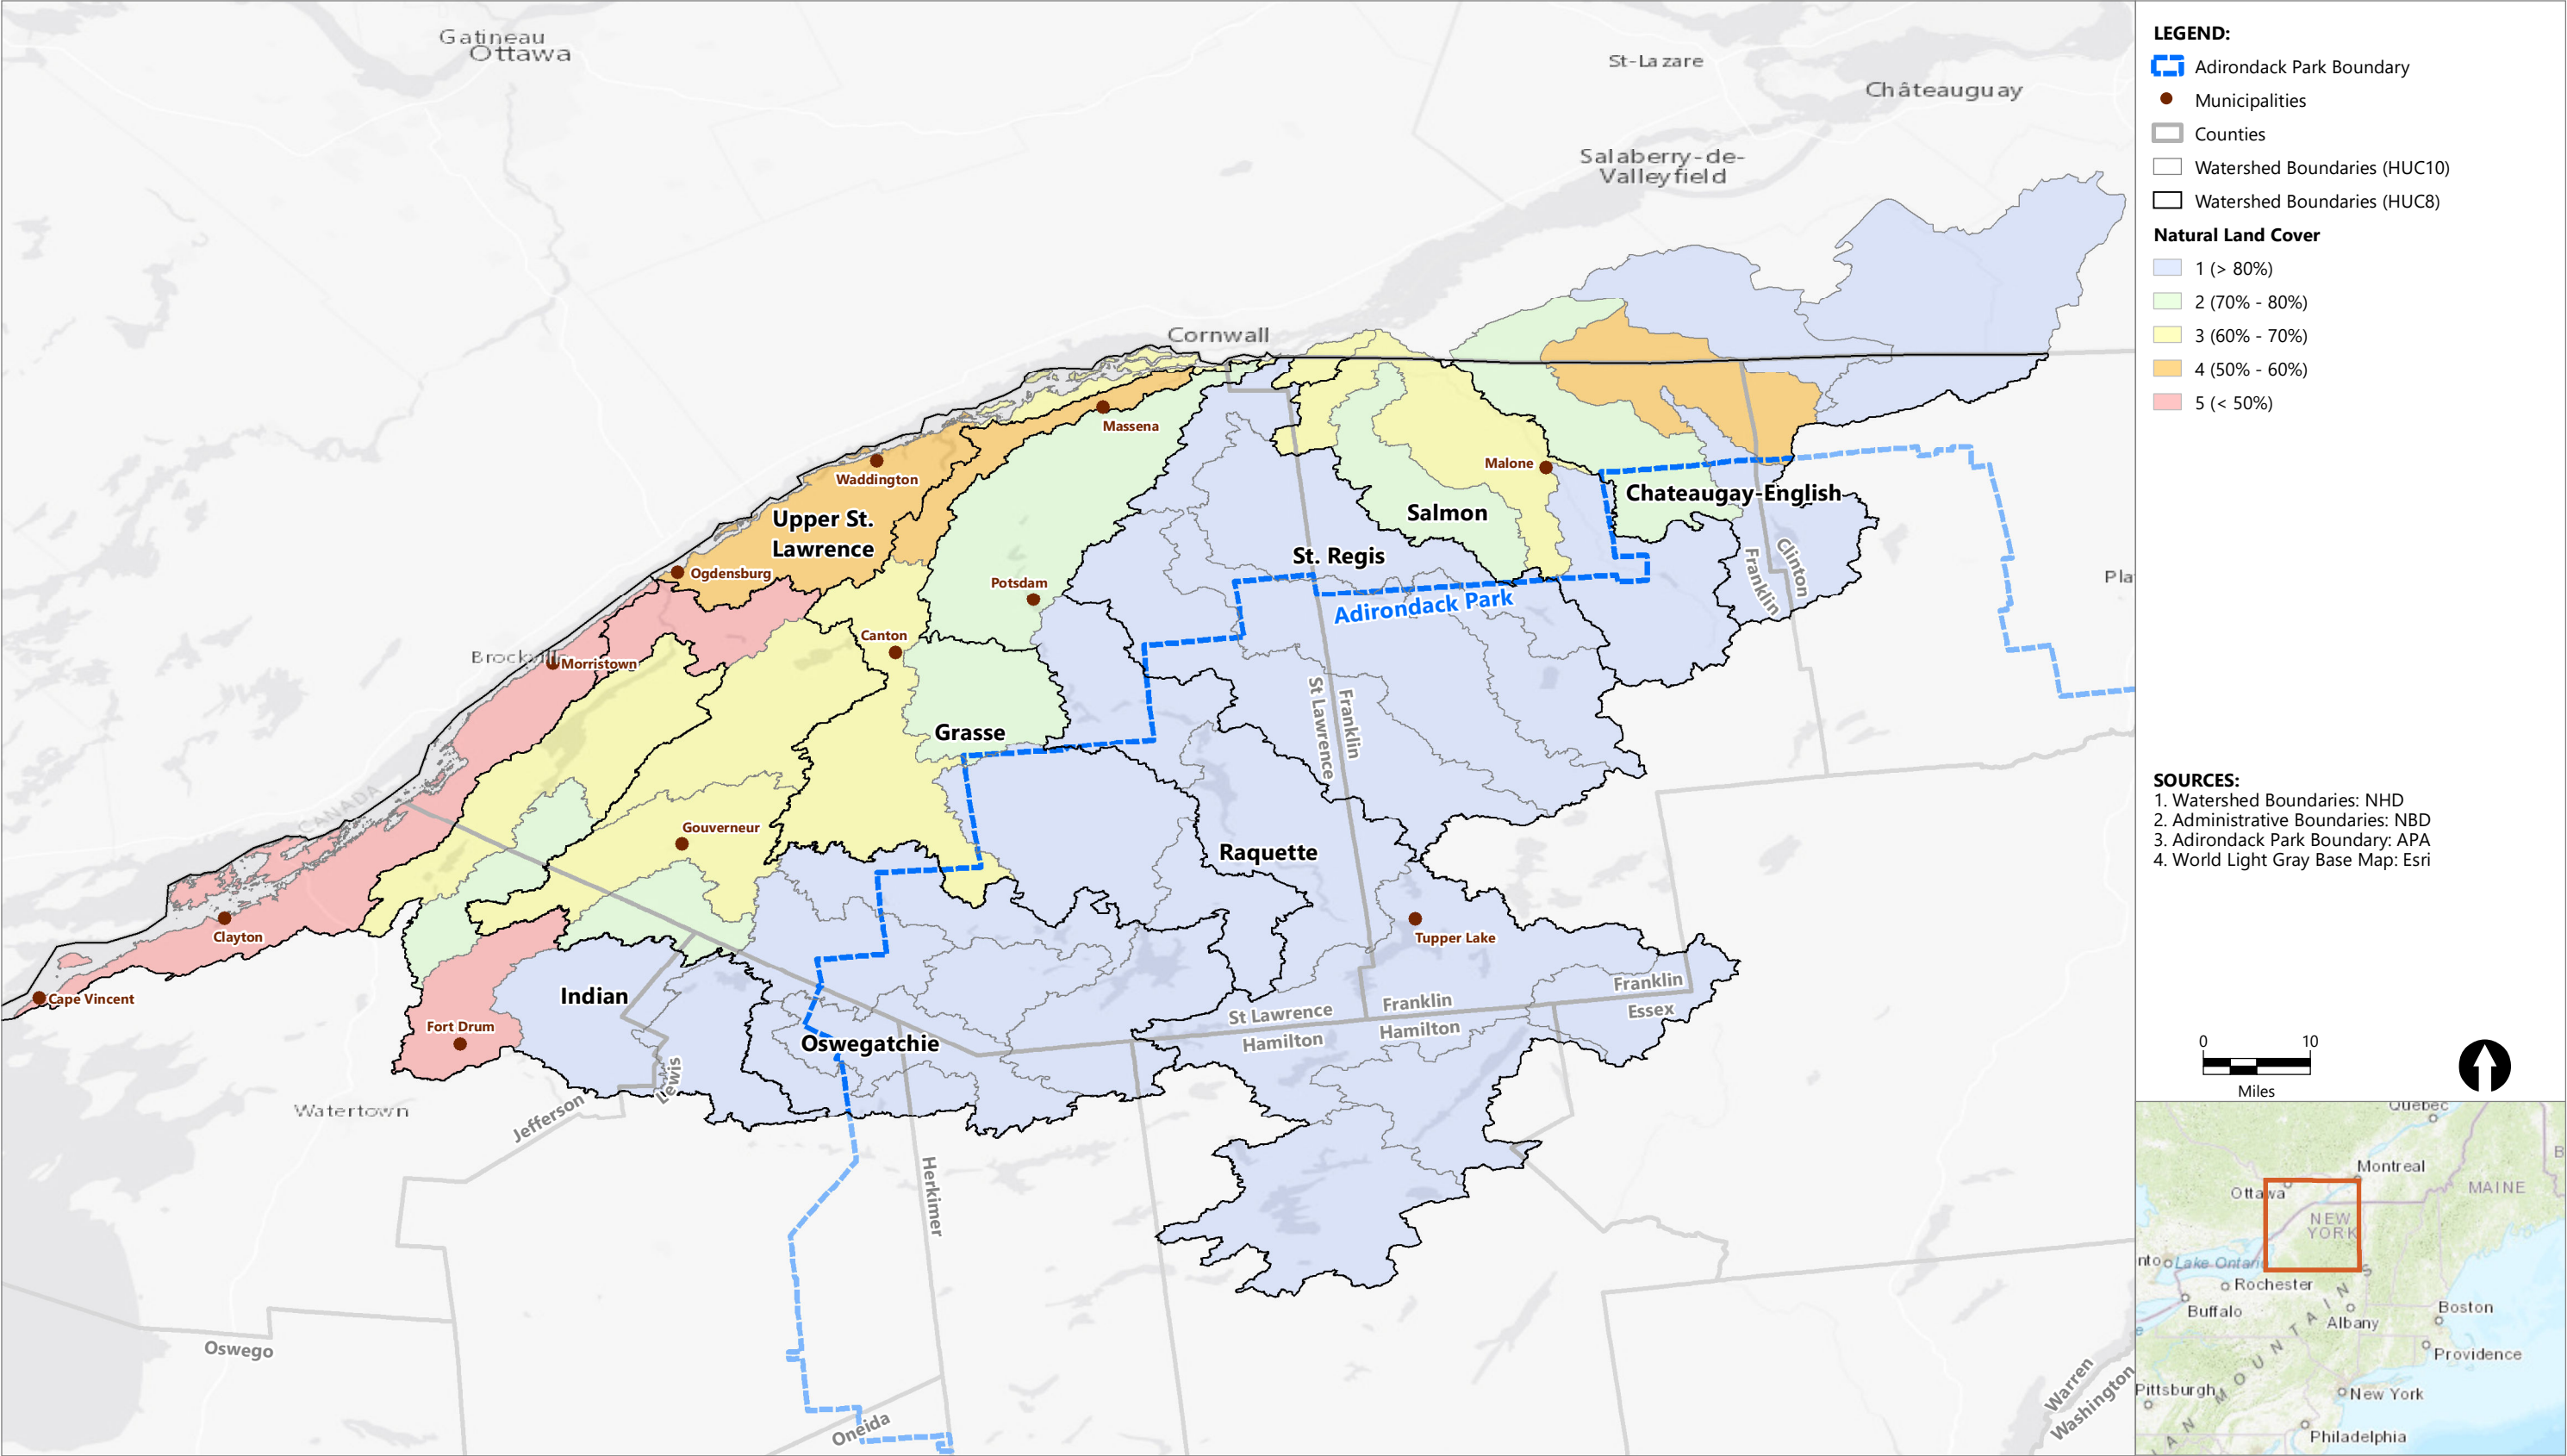 Gatineau
Ottawa
St-Lazare
Châteauguay
Salaberry-de-
Valleyfield
Cornwall
Massena
Waddington
Malone
Upper St.
Lawrence
Salmon
Chateaugay-English
St. Regis
Clinton
Franklin
Ogdensburg
Potsdam
Adirondack Park
Canton
Morristown
Grasse
St Lawrence
Franklin
CANADA
Gouverneur
Raquette
Clayton
Tupper Lake
Cape Vincent
Indian
Franklin
Franklin
Essex
St Lawrence
Hamilton
Hamilton
Fort Drum
Oswegatchie
Lewis
Jefferson
Watertown
Herkimer
Oswego
Oneida
Warren
Washington
Pla
LEGEND:
Adirondack Park Boundary
Municipalities
Counties
Watershed Boundaries (HUC10)
Watershed Boundaries (HUC8)
Natural Land Cover
1 (> 80%)
2 (70% - 80%)
3 (60% - 70%)
4 (50% - 60%)
5 (< 50%)
SOURCES:
1. Watershed Boundaries: NHD
2. Administrative Boundaries: NBD
3. Adirondack Park Boundary: APA
4. World Light Gray Base Map: Esri
0 10
Miles
Quebec
Montreal
Ottawa
MAINE
NEW
YORK
nto
Lake Ontario
Rochester
Buffalo
Boston
Albany
Providence
Pittsburgh
New York
Philadelphia
AN MOUNTAINS